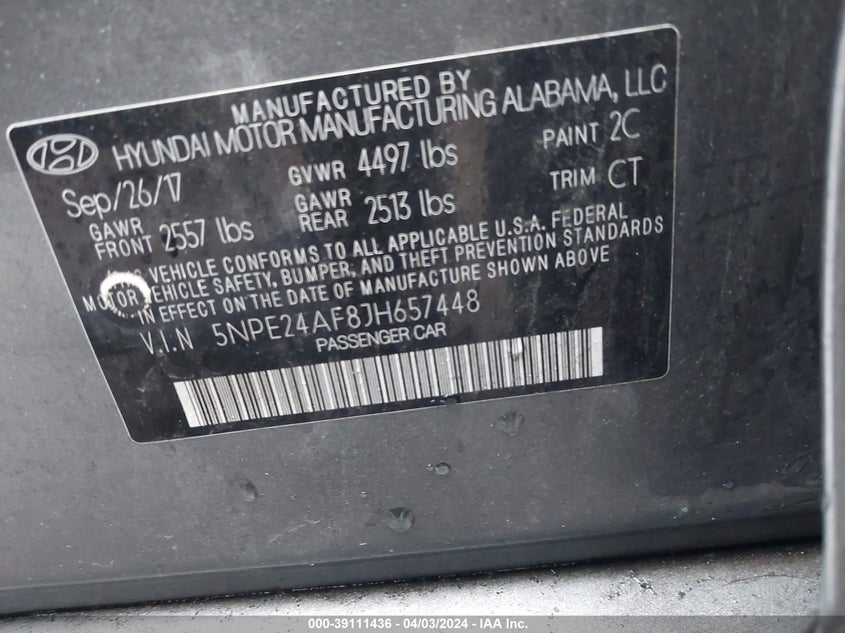 MANUFACTURED BY
HYUNDAI MOTOR MANUFACTURING ALABAMA, LLC
Sep/26/17 GVWR 4497 lbs PAINT 2C
GAWR FRONT 2557 lbs GAWR REAR 2513 lbs TRIM CT
VEHICLE CONFORMS TO ALL APPLICABLE U.S.A. FEDERAL
MOTOR VEHICLE SAFETY, BUMPER, AND THEFT PREVENTION STANDARDS
IN EFFECT ON THE DATE OF MANUFACTURE SHOWN ABOVE
V.I.N 5NPE24AF8JH657448
PASSENGER CAR
000-39111436 - 04/03/2024 - IAA Inc.